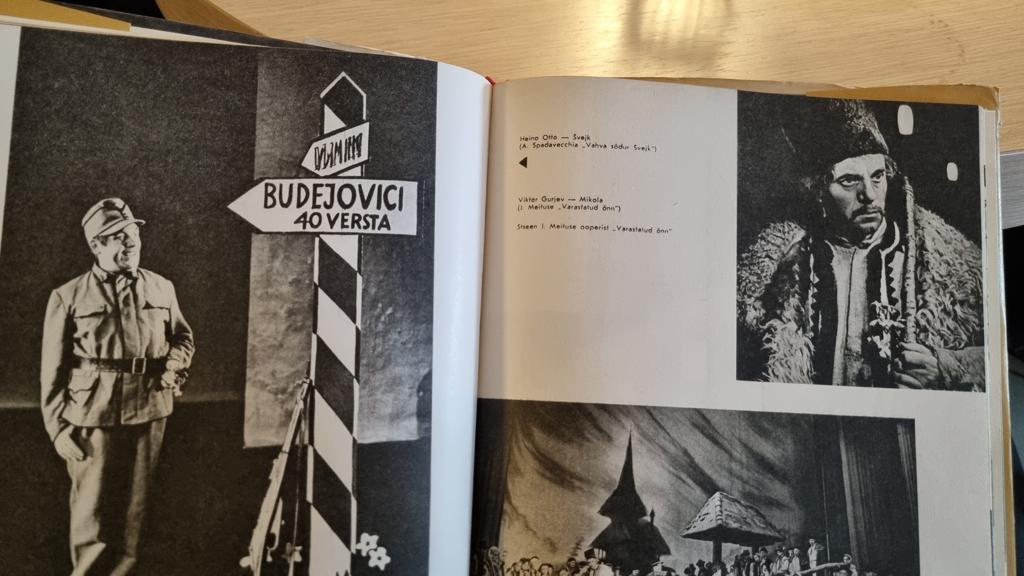 BUDEJOVICI
40 VERSTA
Heino Otto — Švejk
(A. Spadavecchia „Vahva sõdur Švejk")
Viktor Gurjev — Mikola
(J. Meituse „Varastatud õnn")
Stseen J. Meituse ooperist „Varastatud õnn"